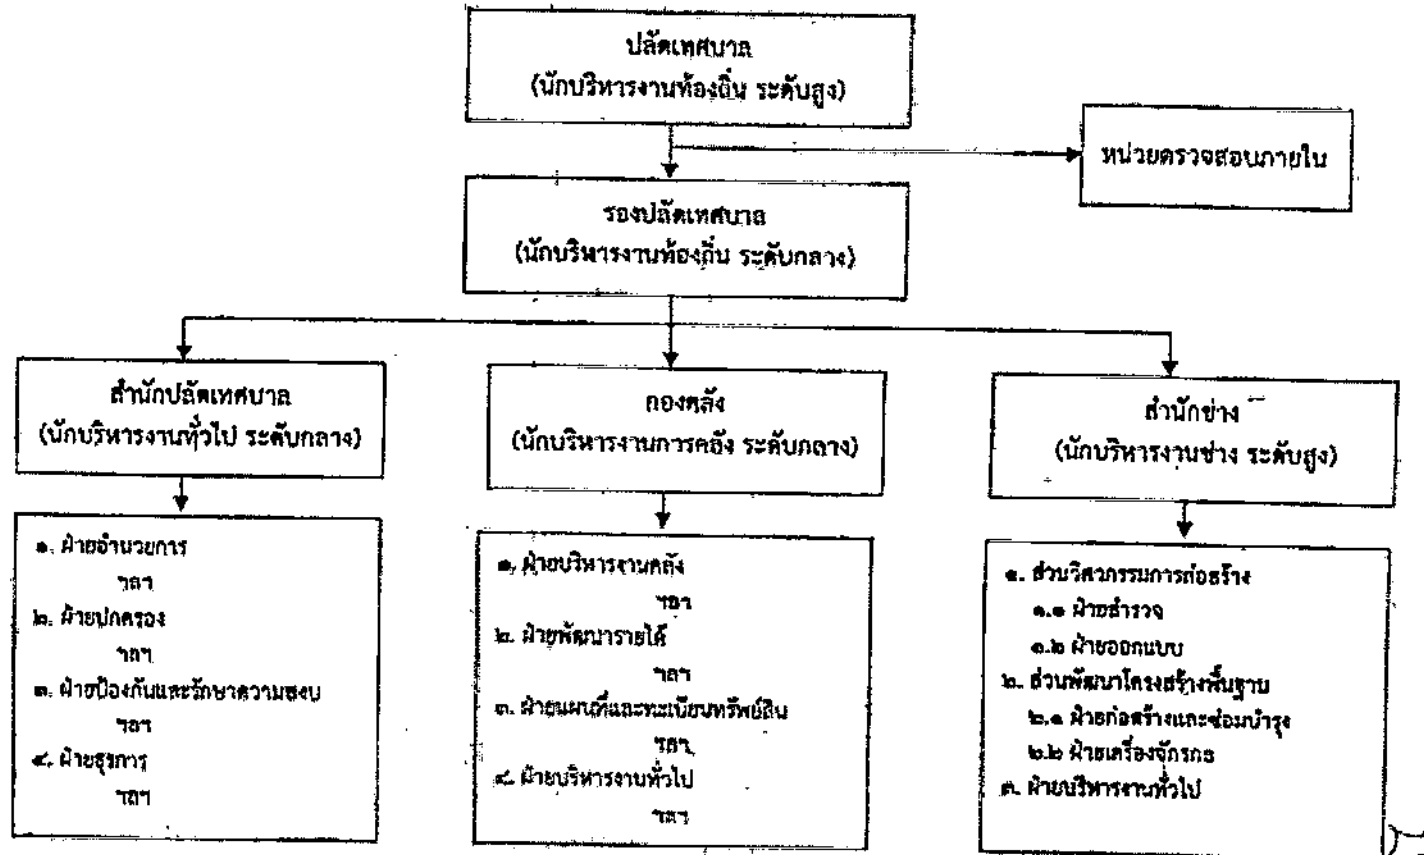 ปลัดเทศบาล
(นักบริหารงานท้องถิ่น ระดับสูง)
หน่วยตรวจสอบภายใน
รองปลัดเทศบาล
(นักบริหารงานท้องถิ่น ระดับกลาง)
สำนักปลัดเทศบาล
(นักบริหารงานทั่วไป ระดับกลาง)
๑. ฝ่ายอำนวยการ
ฯลฯ
๒. ฝ่ายปกครอง
ฯลฯ
๓. ฝ่ายป้องกันและรักษาความสงบ
ฯลฯ
๔. ฝ่ายธุรการ
ฯลฯ
กองคลัง
(นักบริหารงานการคลัง ระดับกลาง)
๑. ฝ่ายบริหารงานคลัง
ฯลฯ
๒. ฝ่ายพัฒนารายได้
ฯลฯ
๓. ฝ่ายแผนที่และทะเบียนทรัพย์สิน
ฯลฯ
๔. ฝ่ายบริหารงานทั่วไป
ฯลฯ
สำนักช่าง
(นักบริหารงานช่าง ระดับสูง)
๑. ส่วนวิศวกรรมการก่อสร้าง
๑.๑ ฝ่ายสำรวจ
๑.๒ ฝ่ายออกแบบ
๒. ส่วนพัฒนาโครงสร้างพื้นฐาน
๒.๑ ฝ่ายก่อสร้างและซ่อมบำรุง
๒.๒ ฝ่ายเครื่องจักรกล
๓. ฝ่ายบริหารงานทั่วไป